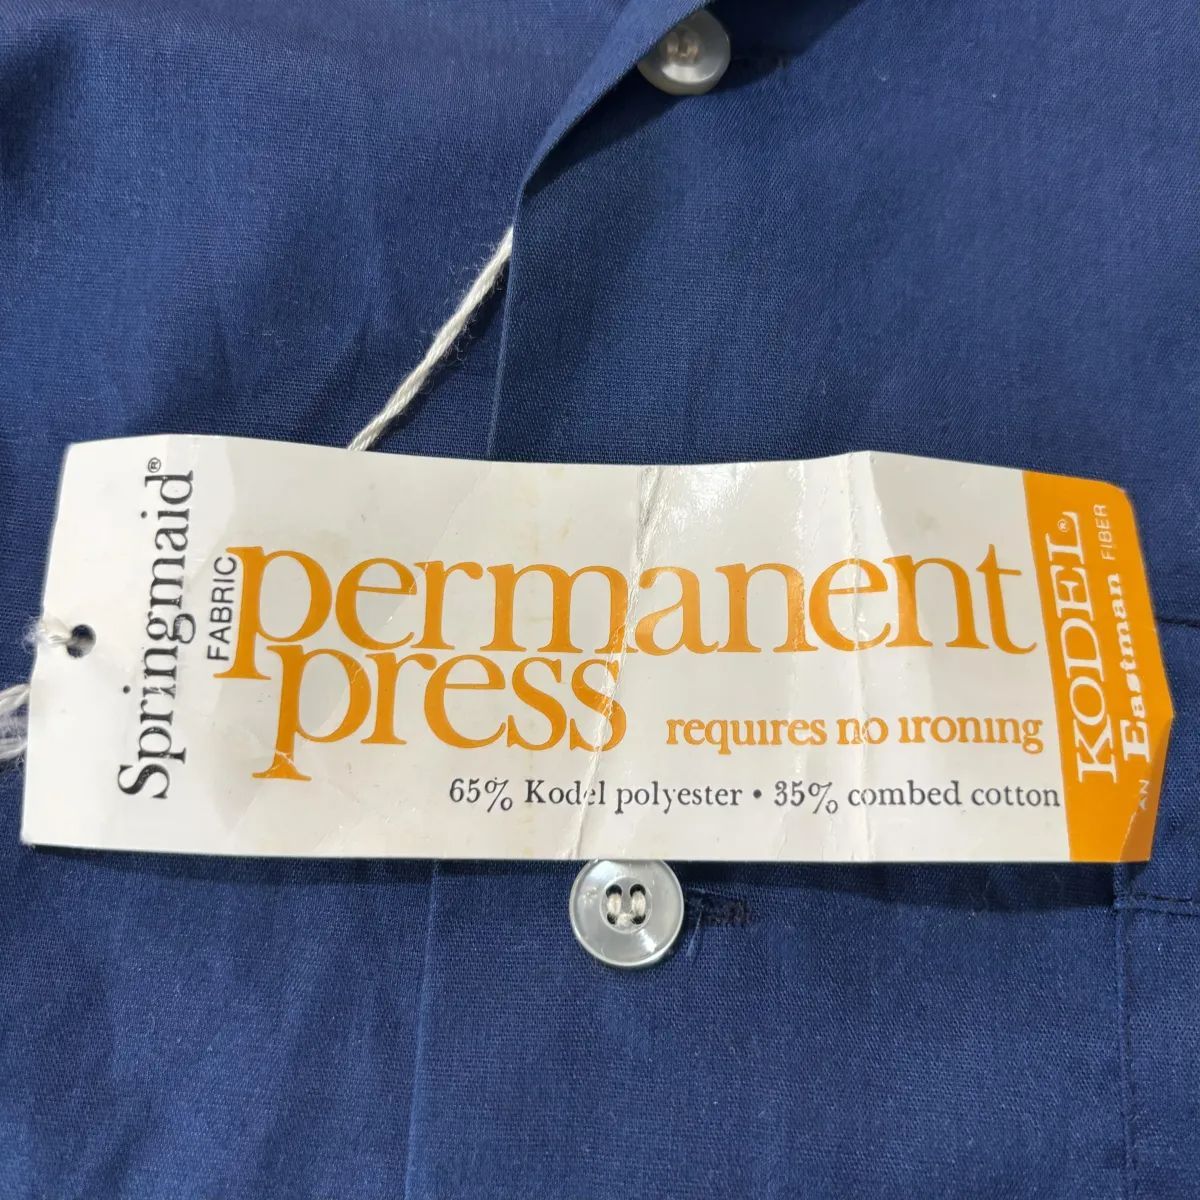 Springmaid®
FABRIC
permanent
press
requires no ironing
65% Kodel polyester • 35% combed cotton
KODEL®
AN Eastman FIBER